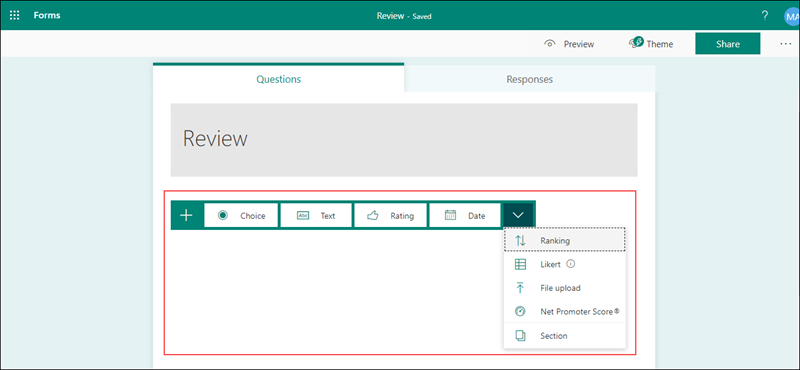 Forms
Review - Saved
?
MA
Preview
Theme
Share
...
Questions
Responses
Review
+ Choice
Abc Text
Rating
Date
Ranking
Likert
File upload
Net Promoter Score®
Section